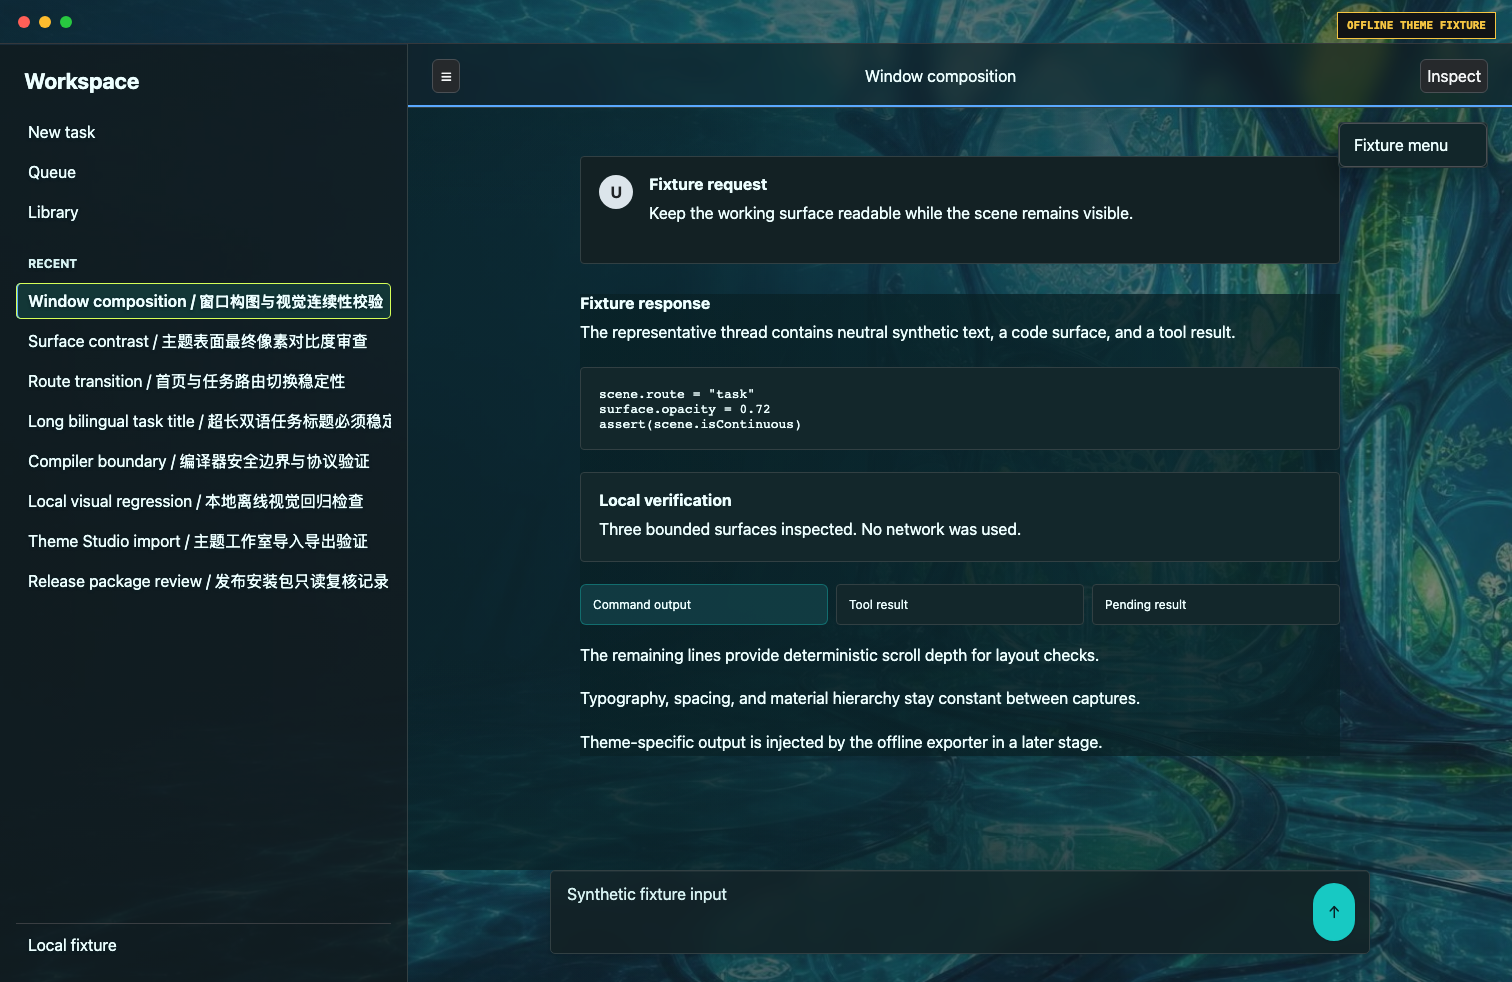 OFFLINE THEME FIXTURE
Workspace
New task
Queue
Library
RECENT
Window composition / 窗口构图与视觉连续性校验
Surface contrast / 主题表面最终像素对比度审查
Route transition / 首页与任务路由切换稳定性
Long bilingual task title / 超长双语任务标题必须稳定
Compiler boundary / 编译器安全边界与协议验证
Local visual regression / 本地离线视觉回归检查
Theme Studio import / 主题工作室导入导出验证
Release package review / 发布安装包只读复核记录
Local fixture
Window composition
Inspect
Fixture menu
U
Fixture request
Keep the working surface readable while the scene remains visible.
Fixture response
The representative thread contains neutral synthetic text, a code surface, and a tool result.
scene.route = "task"
surface.opacity = 0.72
assert(scene.isContinuous)
Local verification
Three bounded surfaces inspected. No network was used.
Command output
Tool result
Pending result
The remaining lines provide deterministic scroll depth for layout checks.
Typography, spacing, and material hierarchy stay constant between captures.
Theme-specific output is injected by the offline exporter in a later stage.
Synthetic fixture input